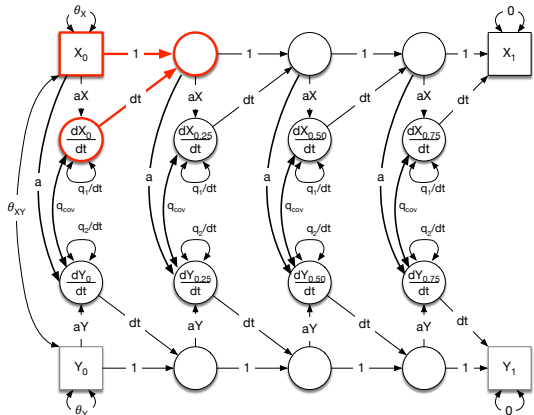 θX 0
X0 1 1 1 1 X1
aX dt aX dt aX dt aX dt
dX0 dX0.25 dX0.50 dX0.75
dt dt dt dt
q1/dt q1/dt q1/dt q1/dt
a a a a
θXY qcov qcov qcov qcov
q2/dt q2/dt q2/dt q2/dt
dY0 dY0.25 dY0.50 dY0.75
dt dt dt dt
aY dt aY dt aY dt aY dt
Y0 1 1 1 1 Y1
θY 0